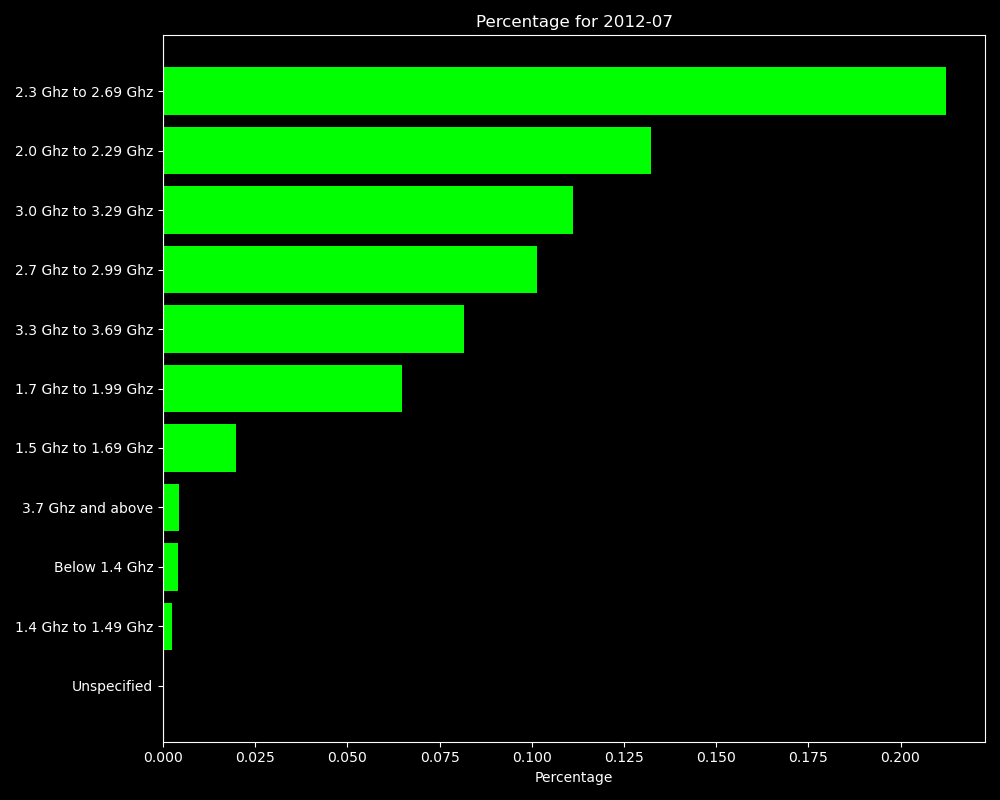 Percentage for 2012-07
2.3 Ghz to 2.69 Ghz
2.0 Ghz to 2.29 Ghz
3.0 Ghz to 3.29 Ghz
2.7 Ghz to 2.99 Ghz
3.3 Ghz to 3.69 Ghz
1.7 Ghz to 1.99 Ghz
1.5 Ghz to 1.69 Ghz
3.7 Ghz and above
Below 1.4 Ghz
1.4 Ghz to 1.49 Ghz
Unspecified
0.000 0.025 0.050 0.075 0.100 0.125 0.150 0.175 0.200
Percentage